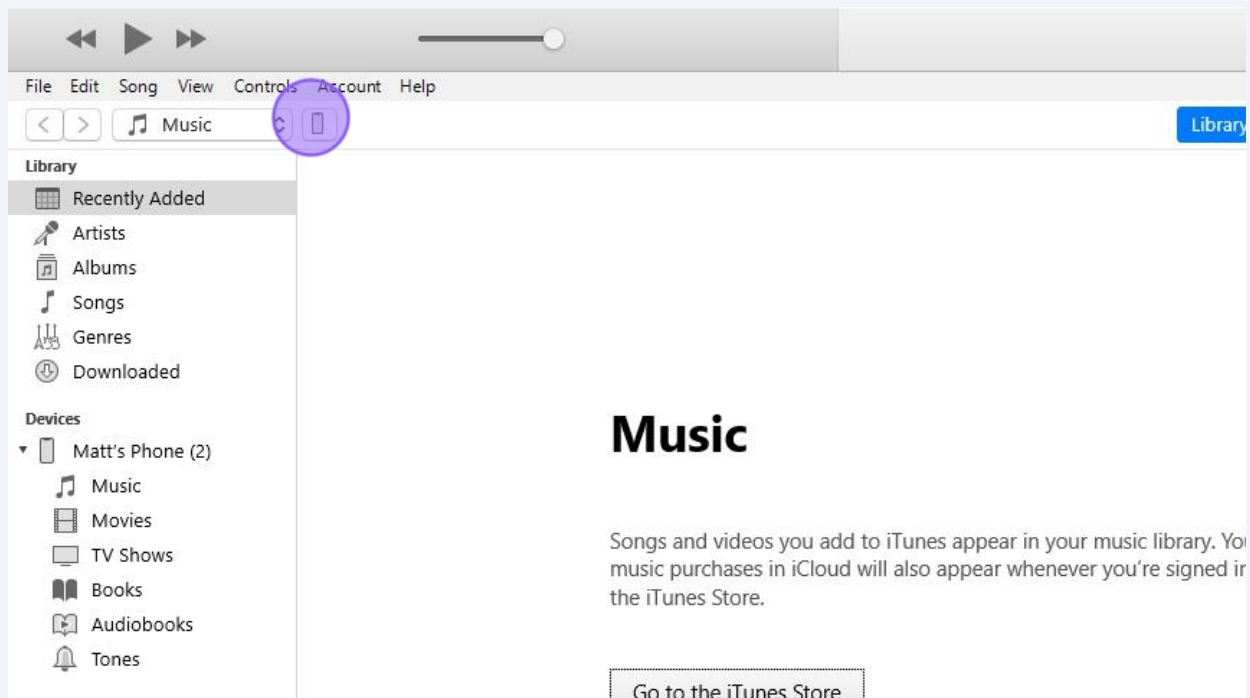 File Edit Song View Controls Account Help
Music
Library
Library
Recently Added
Artists
Albums
Songs
Genres
Downloaded
Devices
Matt's Phone (2)
Music
Movies
TV Shows
Books
Audiobooks
Tones
Music
Songs and videos you add to iTunes appear in your music library. You
music purchases in iCloud will also appear whenever you're signed in
the iTunes Store.
Go to the iTunes Store